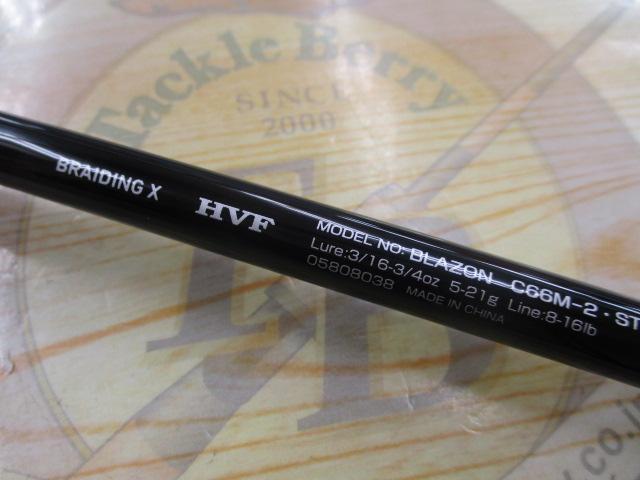 Tackle Berry
SINCE
2000
BRAIDING X
HVF
MODEL NO: BLAZON C66M-2・ST
Lure:3/16-3/4oz 5-21g Line:8-16lb
05808038 MADE IN CHINA
co.j